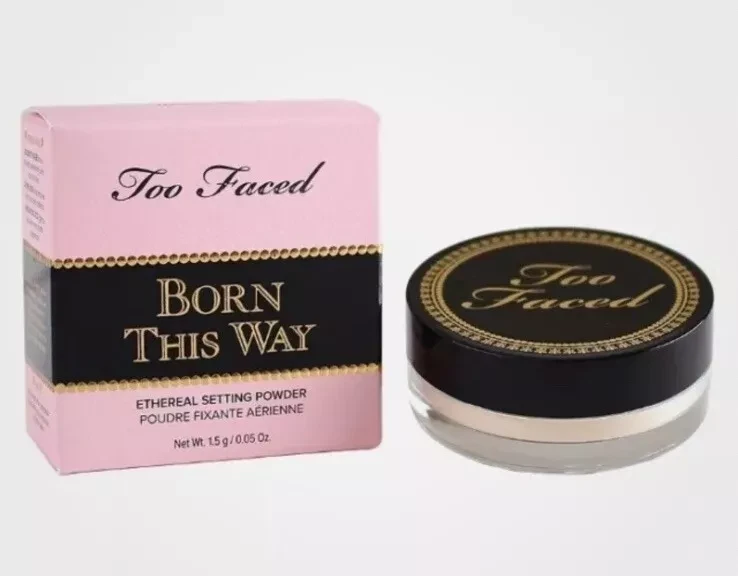 Too Faced
BORN
THIS WAY
ETHEREAL SETTING POWDER
POUDRE FIXANTE AÉRIENNE
Net Wt. 1.5 g / 0.05 Oz.
Too
Faced